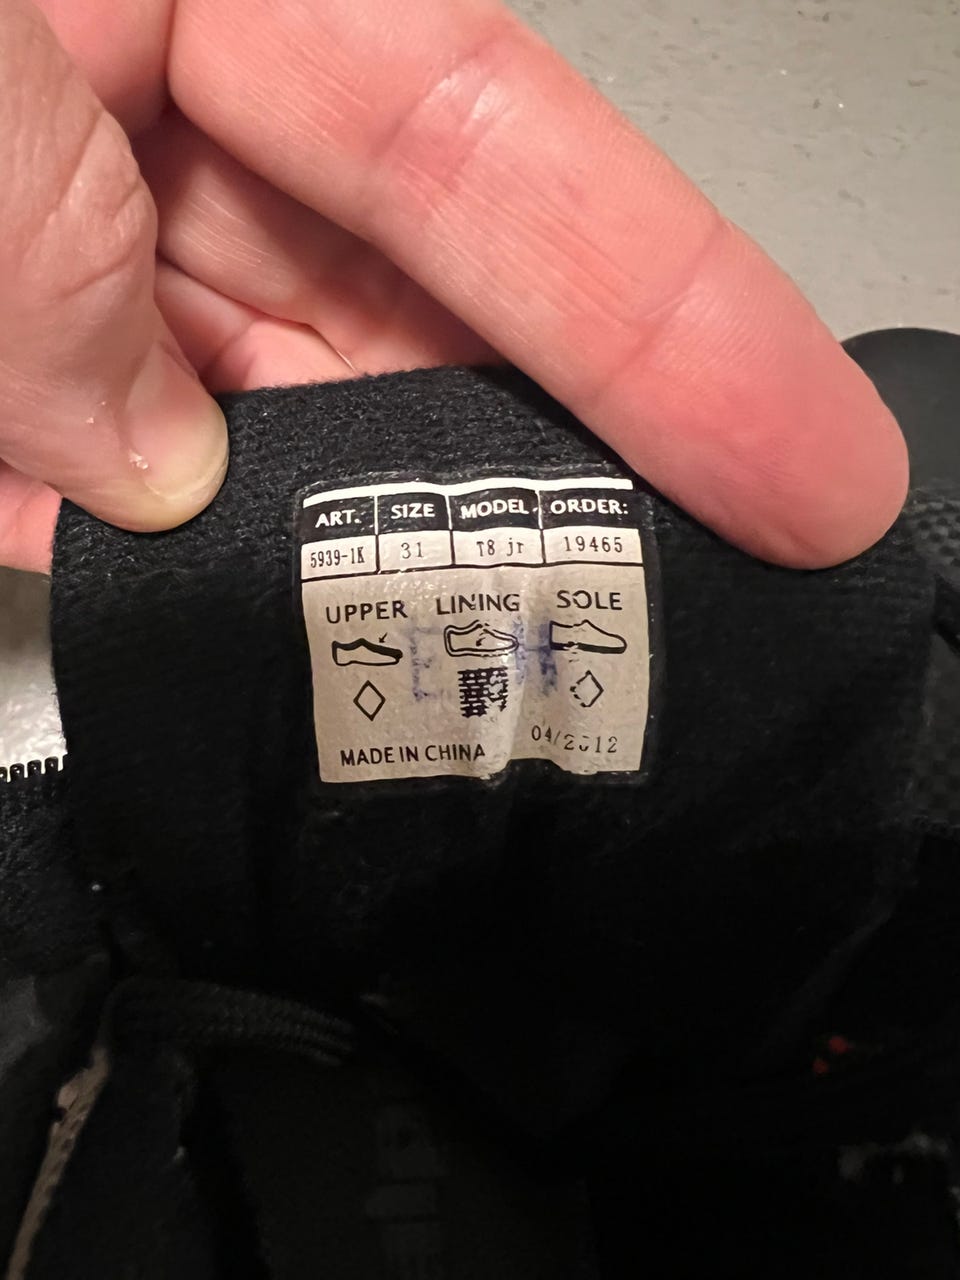 ART. SIZE MODEL ORDER:
5939-1K 31 T8 jr 19465
UPPER LINING SOLE
04/2012
MADE IN CHINA